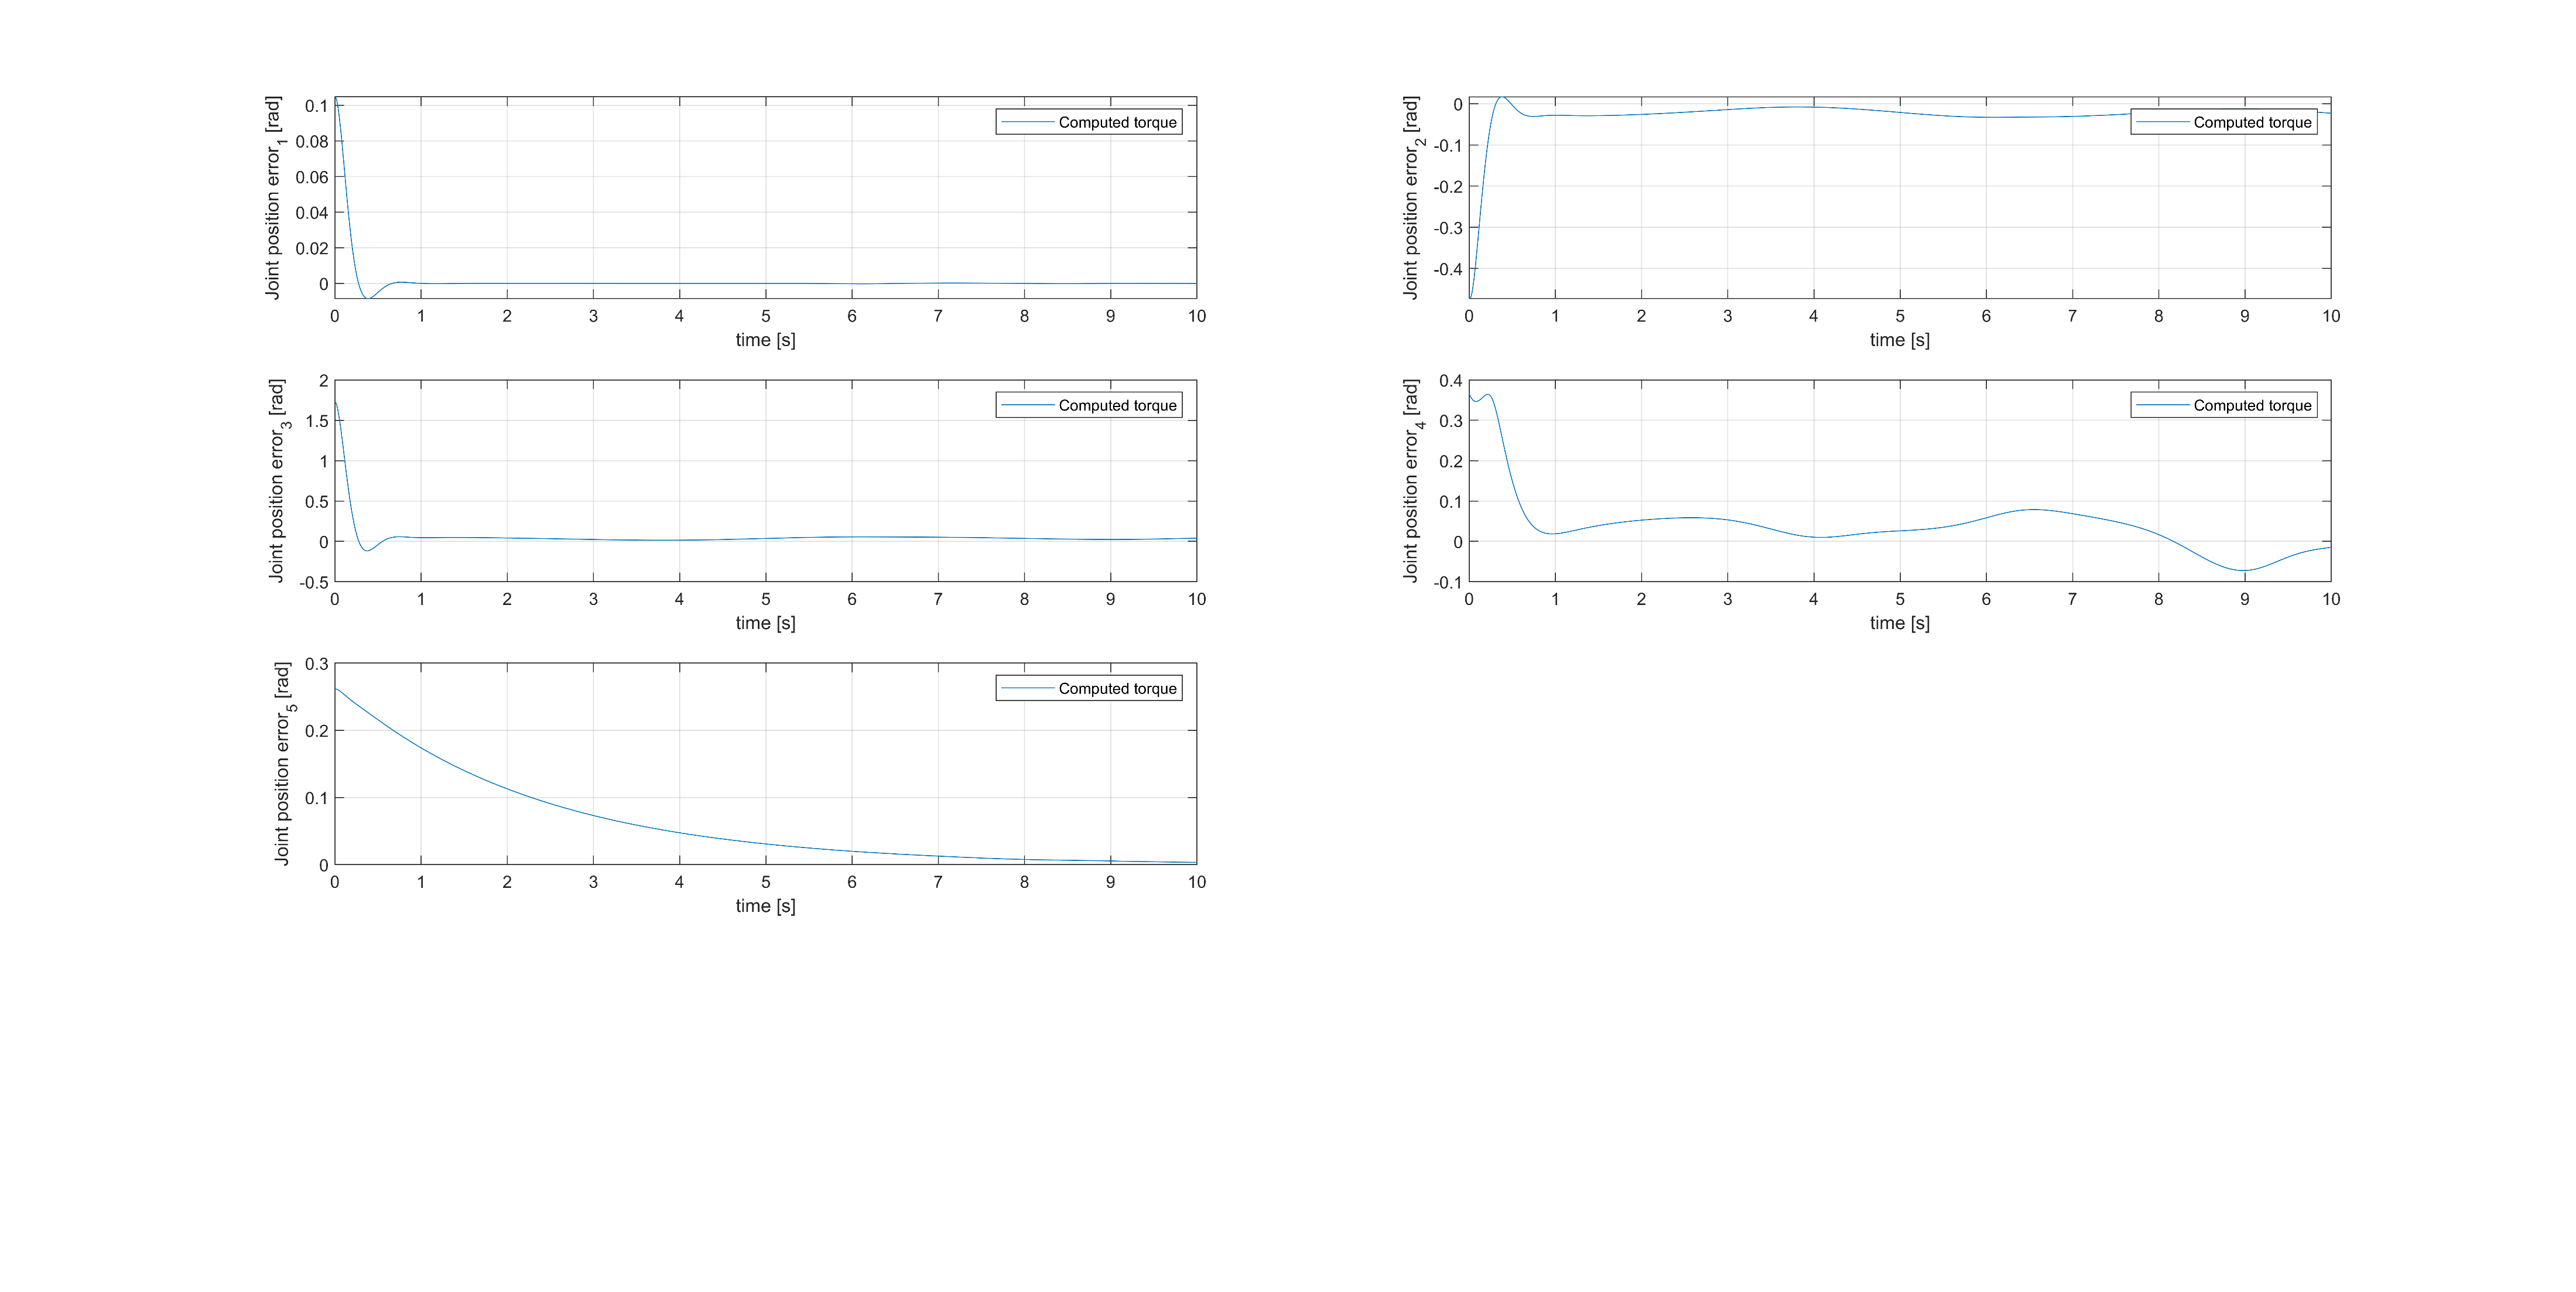 Joint position error1 [rad]
0.1
0.08
0.06
0.04
0.02
0
Computed torque
0 1 2 3 4 5 6 7 8 9 10
time [s]
Joint position error2 [rad]
0
-0.1
-0.2
-0.3
-0.4
Computed torque
0 1 2 3 4 5 6 7 8 9 10
time [s]
Joint position error3 [rad]
2
1.5
1
0.5
0
-0.5
Computed torque
0 1 2 3 4 5 6 7 8 9 10
time [s]
Joint position error4 [rad]
0.4
0.3
0.2
0.1
0
-0.1
Computed torque
0 1 2 3 4 5 6 7 8 9 10
time [s]
Joint position error5 [rad]
0.3
0.2
0.1
0
Computed torque
0 1 2 3 4 5 6 7 8 9 10
time [s]